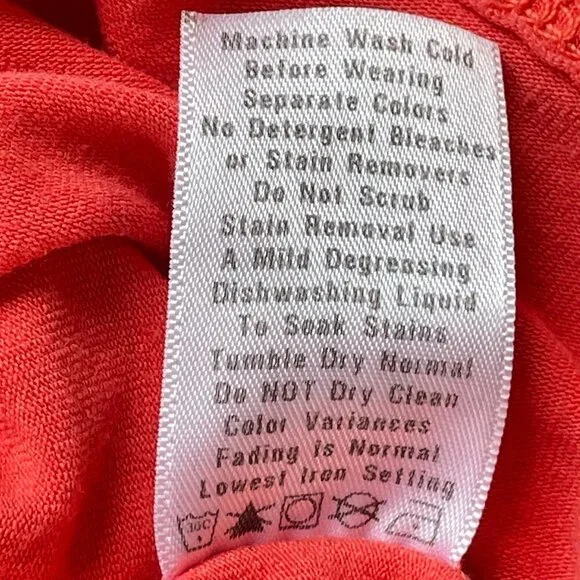 Machine Wash Cold
Before Wearing
Separate Colors
No Detergent Bleaches
or Stain Removers
Do Not Scrub
Stain Removal Use
A Mild Degreasing
Dishwashing Liquid
To Soak Stains
Tumble Dry Normal
Do NOT Dry Clean
Color Variances
Fading is Normal
Lowest Iron Setting
30C